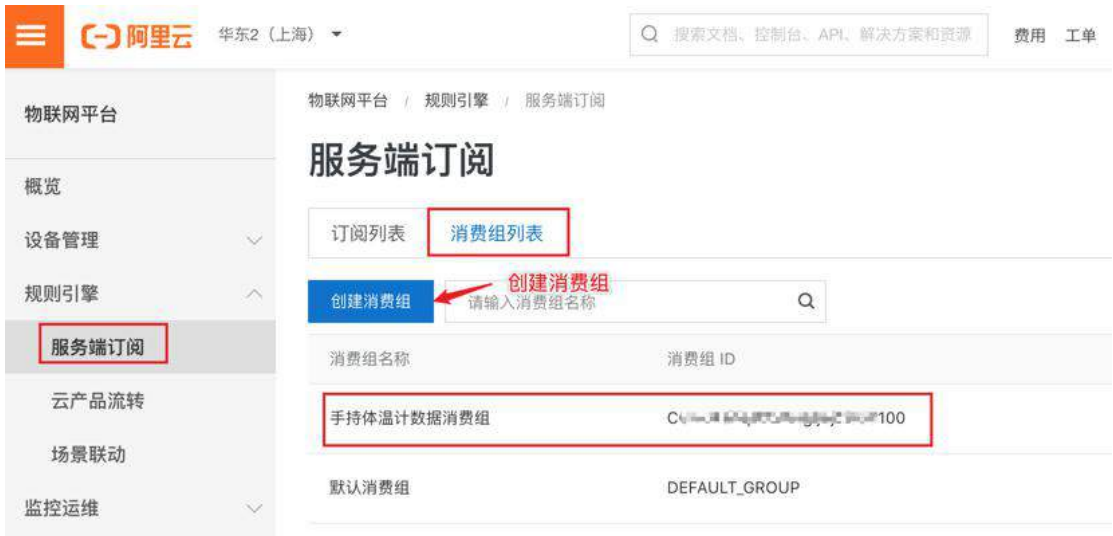 阿里云 华东2（上海） 搜索文档、控制台、API、解决方案和资源 费用 工单
物联网平台
概览
设备管理
规则引擎
服务端订阅
云产品流转
场景联动
监控运维
物联网平台 / 规则引擎 / 服务端订阅
服务端订阅
订阅列表 消费组列表
创建消费组
创建消费组 请输入消费组名称
消费组名称 消费组 ID
手持体温计数据消费组
默认消费组 DEFAULT_GROUP